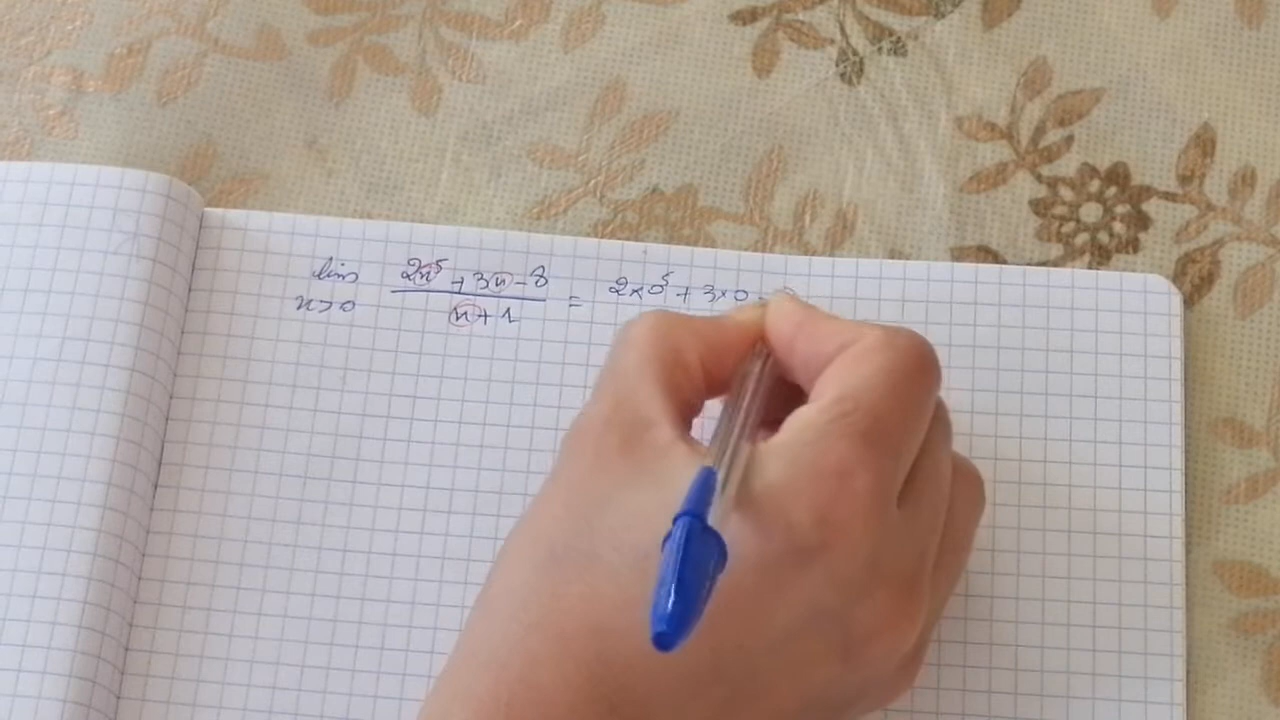 lim 2x⁵ + 3x - 8 = 2×0⁵ + 3×0 -
x→0 x + 1